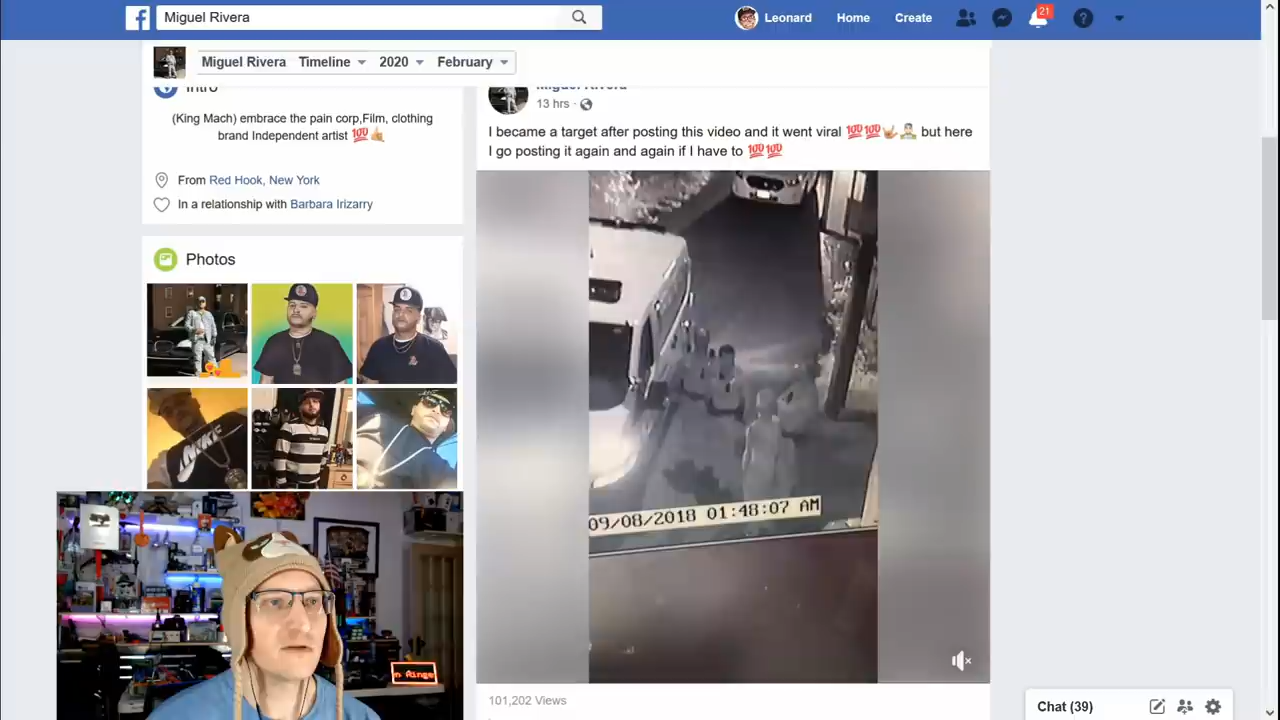 Miguel Rivera
Leonard Home Create 21
Miguel Rivera Timeline 2020 February
Intro
(King Mach) embrace the pain corp,Film, clothing
brand Independent artist 💯🤙🏼
From Red Hook, New York
In a relationship with Barbara Irizarry
Photos
NIKE
Miguel Rivera
13 hrs ·
I became a target after posting this video and it went viral 💯💯 but here
I go posting it again and again if I have to 💯💯
09/08/2018 01:48:07 AM
101,202 Views
Chat (39)